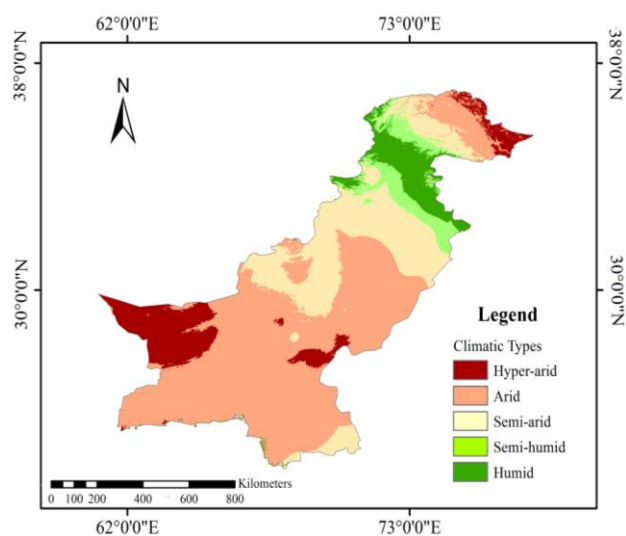 62°0'0"E 73°0'0"E
38°0'0"N 38°0'0"N
N
30°0'0"N 30°0'0"N
Legend
Climatic Types
Hyper-arid
Arid
Semi-arid
Semi-humid
Humid
Kilometers
0 100 200 400 600 800
62°0'0"E 73°0'0"E